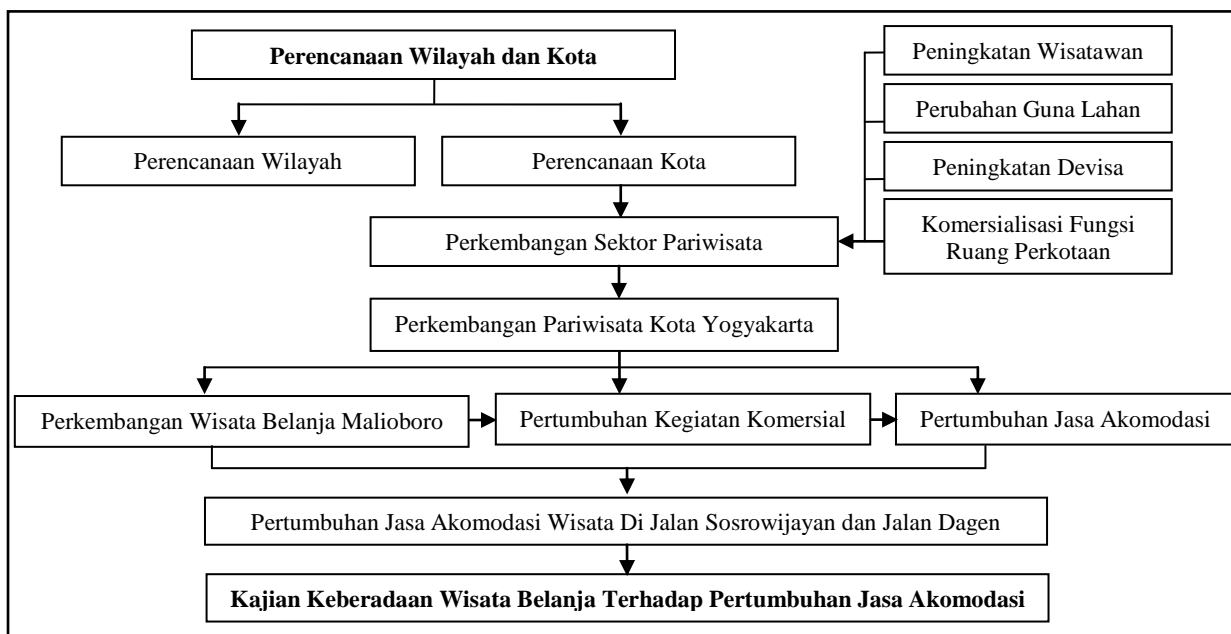 Perencanaan Wilayah dan Kota
Peningkatan Wisatawan
Perubahan Guna Lahan
Perencanaan Wilayah
Perencanaan Kota
Peningkatan Devisa
Perkembangan Sektor Pariwisata
Komersialisasi Fungsi
Ruang Perkotaan
Perkembangan Pariwisata Kota Yogyakarta
Perkembangan Wisata Belanja Malioboro
Pertumbuhan Kegiatan Komersial
Pertumbuhan Jasa Akomodasi
Pertumbuhan Jasa Akomodasi Wisata Di Jalan Sosrowijayan dan Jalan Dagen
Kajian Keberadaan Wisata Belanja Terhadap Pertumbuhan Jasa Akomodasi